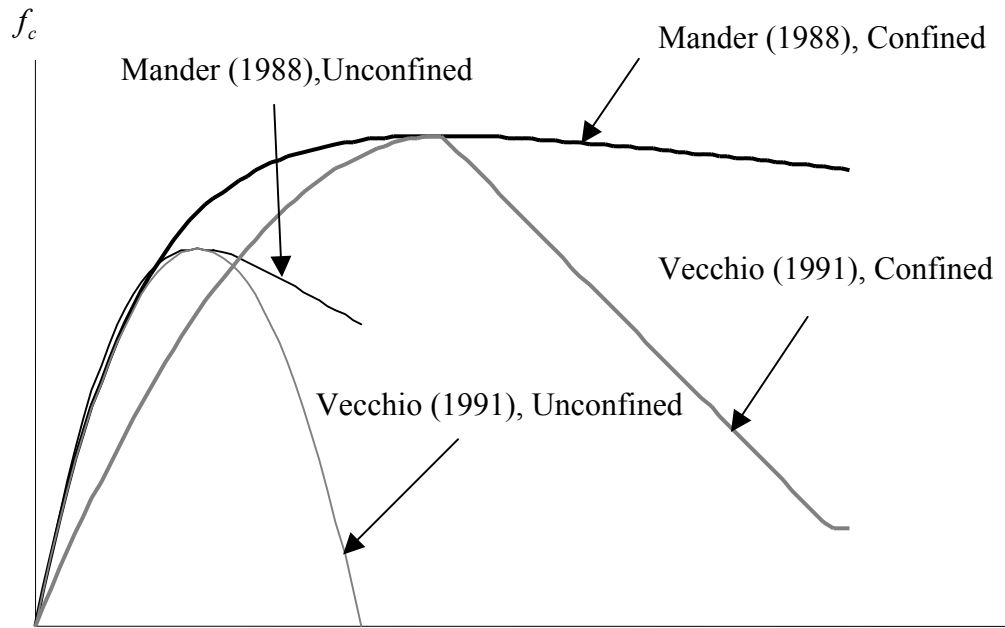 f_c
Mander (1988), Confined
Mander (1988),Unconfined
Vecchio (1991), Confined
Vecchio (1991), Unconfined